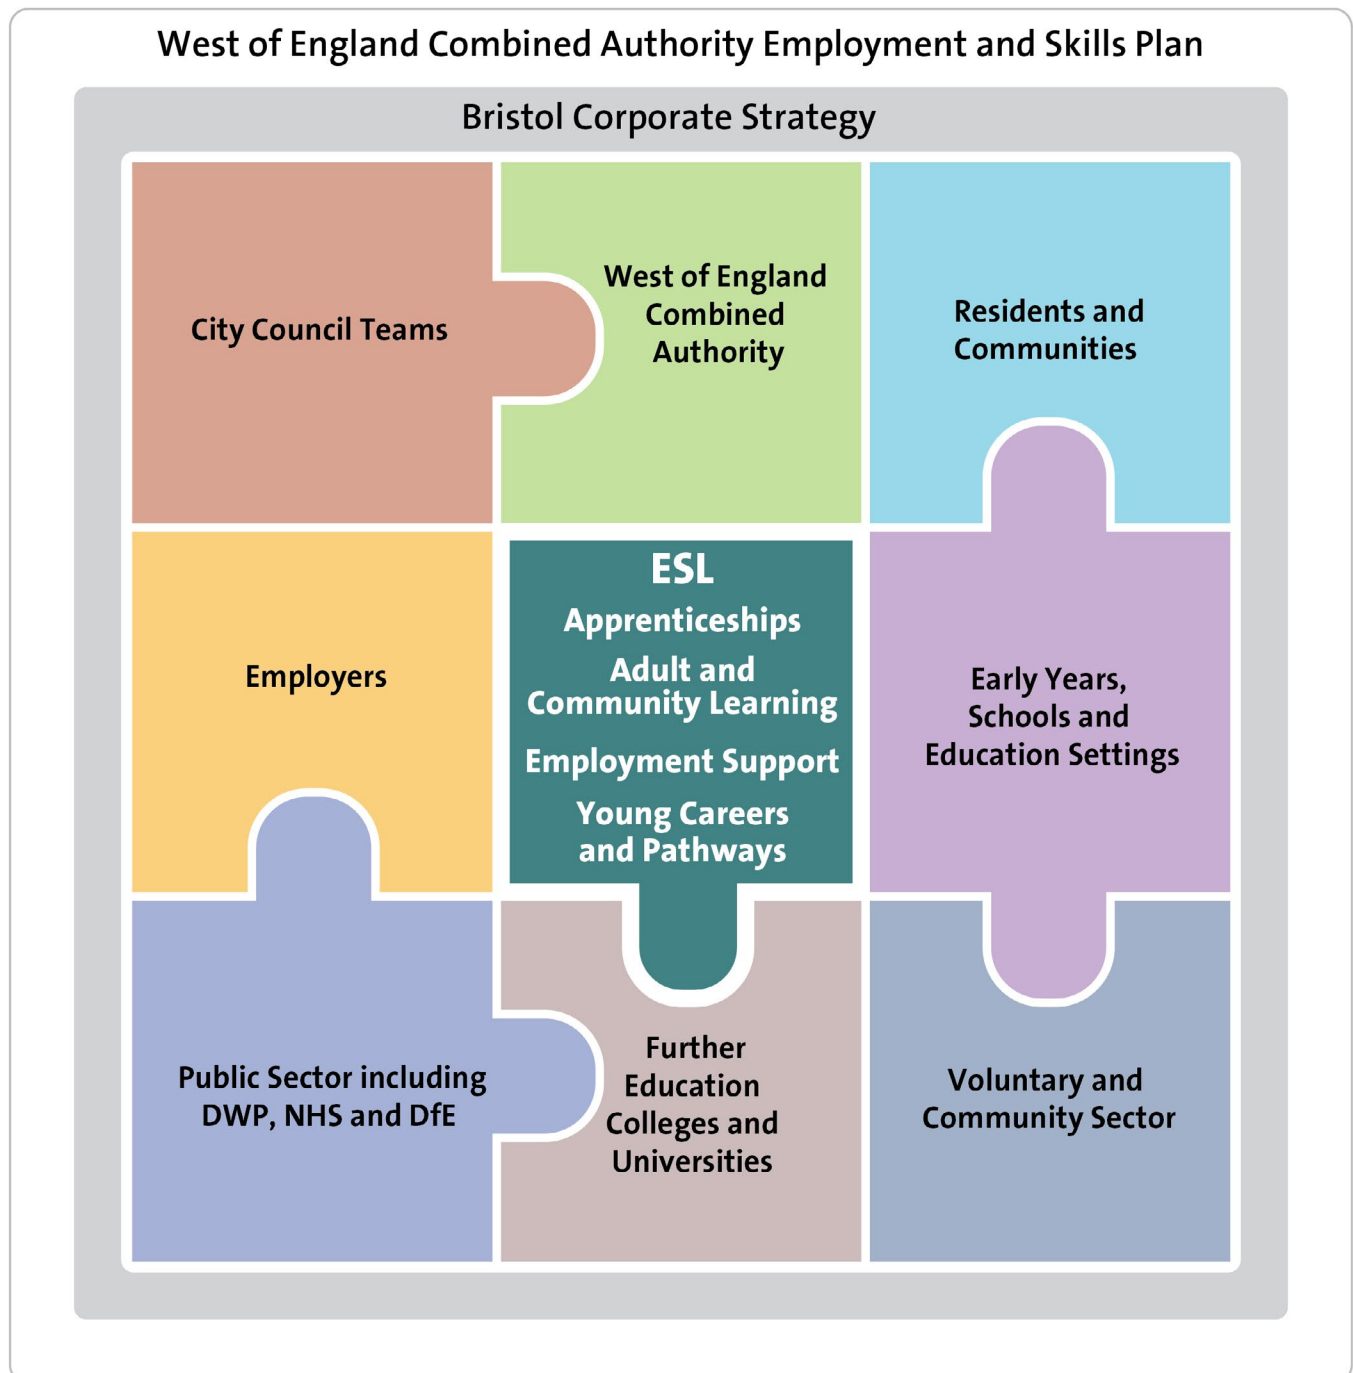 West of England Combined Authority Employment and Skills Plan
Bristol Corporate Strategy
City Council Teams
West of England
Combined
Authority
Residents and
Communities
Employers
ESL
Apprenticeships
Adult and
Community Learning
Employment Support
Young Careers
and Pathways
Early Years,
Schools and
Education Settings
Public Sector including
DWP, NHS and DfE
Further
Education
Colleges and
Universities
Voluntary and
Community Sector